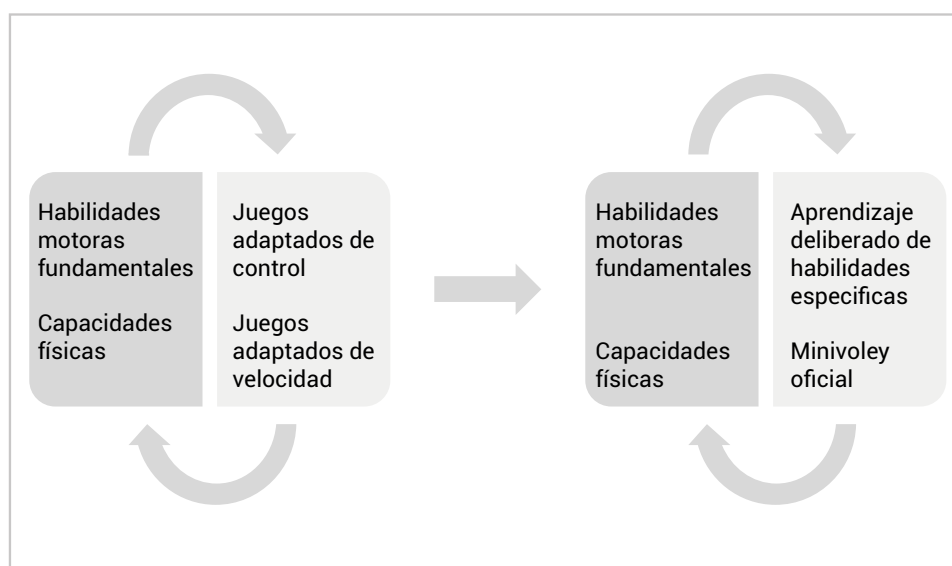 Habilidades
motoras
fundamentales
Capacidades
físicas
Juegos
adaptados de
control
Juegos
adaptados de
velocidad
Habilidades
motoras
fundamentales
Capacidades
físicas
Aprendizaje
deliberado de
habilidades
especificas
Minivoley
oficial